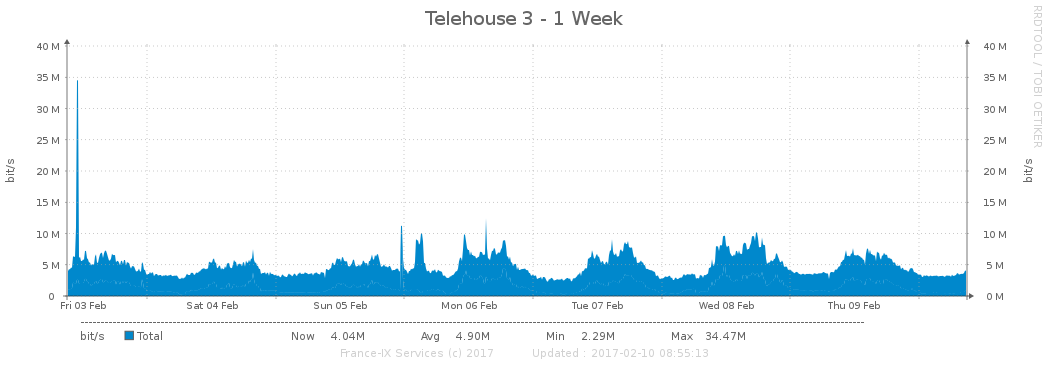 Telehouse 3 - 1 Week
RRDTOOL / TOBI OETIKER
40 M 40 M
35 M 35 M
30 M 30 M
25 M 25 M
20 M 20 M
15 M 15 M
10 M 10 M
5 M 5 M
0 0 M
bit/s bit/s
Fri 03 Feb Sat 04 Feb Sun 05 Feb Mon 06 Feb Tue 07 Feb Wed 08 Feb Thu 09 Feb
bit/s Total Now 4.04M Avg 4.90M Min 2.29M Max 34.47M
France-IX Services (c) 2017 Updated : 2017-02-10 08:55:13